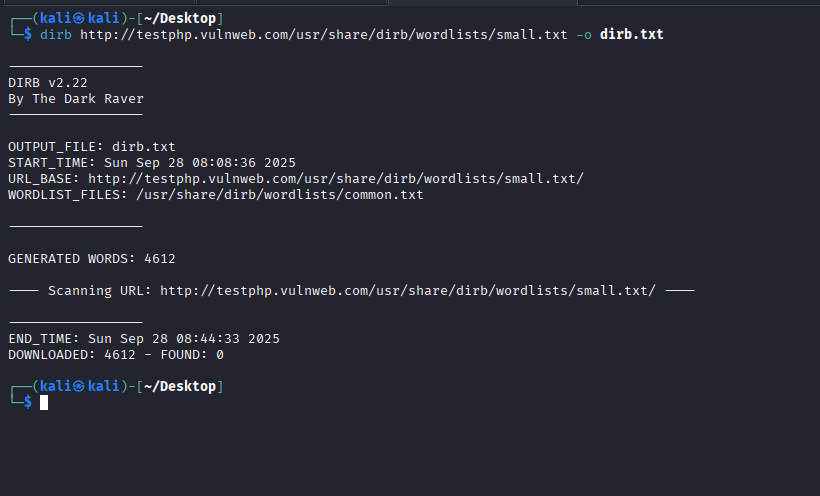 ┌──(kali㉿kali)-[~/Desktop]
└─$ dirb http://testphp.vulnweb.com/usr/share/dirb/wordlists/small.txt -o dirb.txt
-----------------
DIRB v2.22
By The Dark Raver
-----------------
OUTPUT_FILE: dirb.txt
START_TIME: Sun Sep 28 08:08:36 2025
URL_BASE: http://testphp.vulnweb.com/usr/share/dirb/wordlists/small.txt/
WORDLIST_FILES: /usr/share/dirb/wordlists/common.txt
-----------------
GENERATED WORDS: 4612
---- Scanning URL: http://testphp.vulnweb.com/usr/share/dirb/wordlists/small.txt/ ----
-----------------
END_TIME: Sun Sep 28 08:44:33 2025
DOWNLOADED: 4612 - FOUND: 0
┌──(kali㉿kali)-[~/Desktop]
└─$